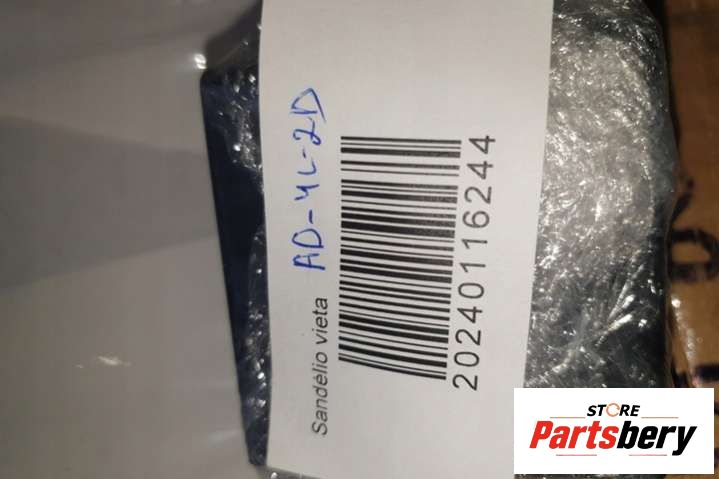 Sandėlio vieta AD-4L-2D
20240116244
STORE
Partsbery